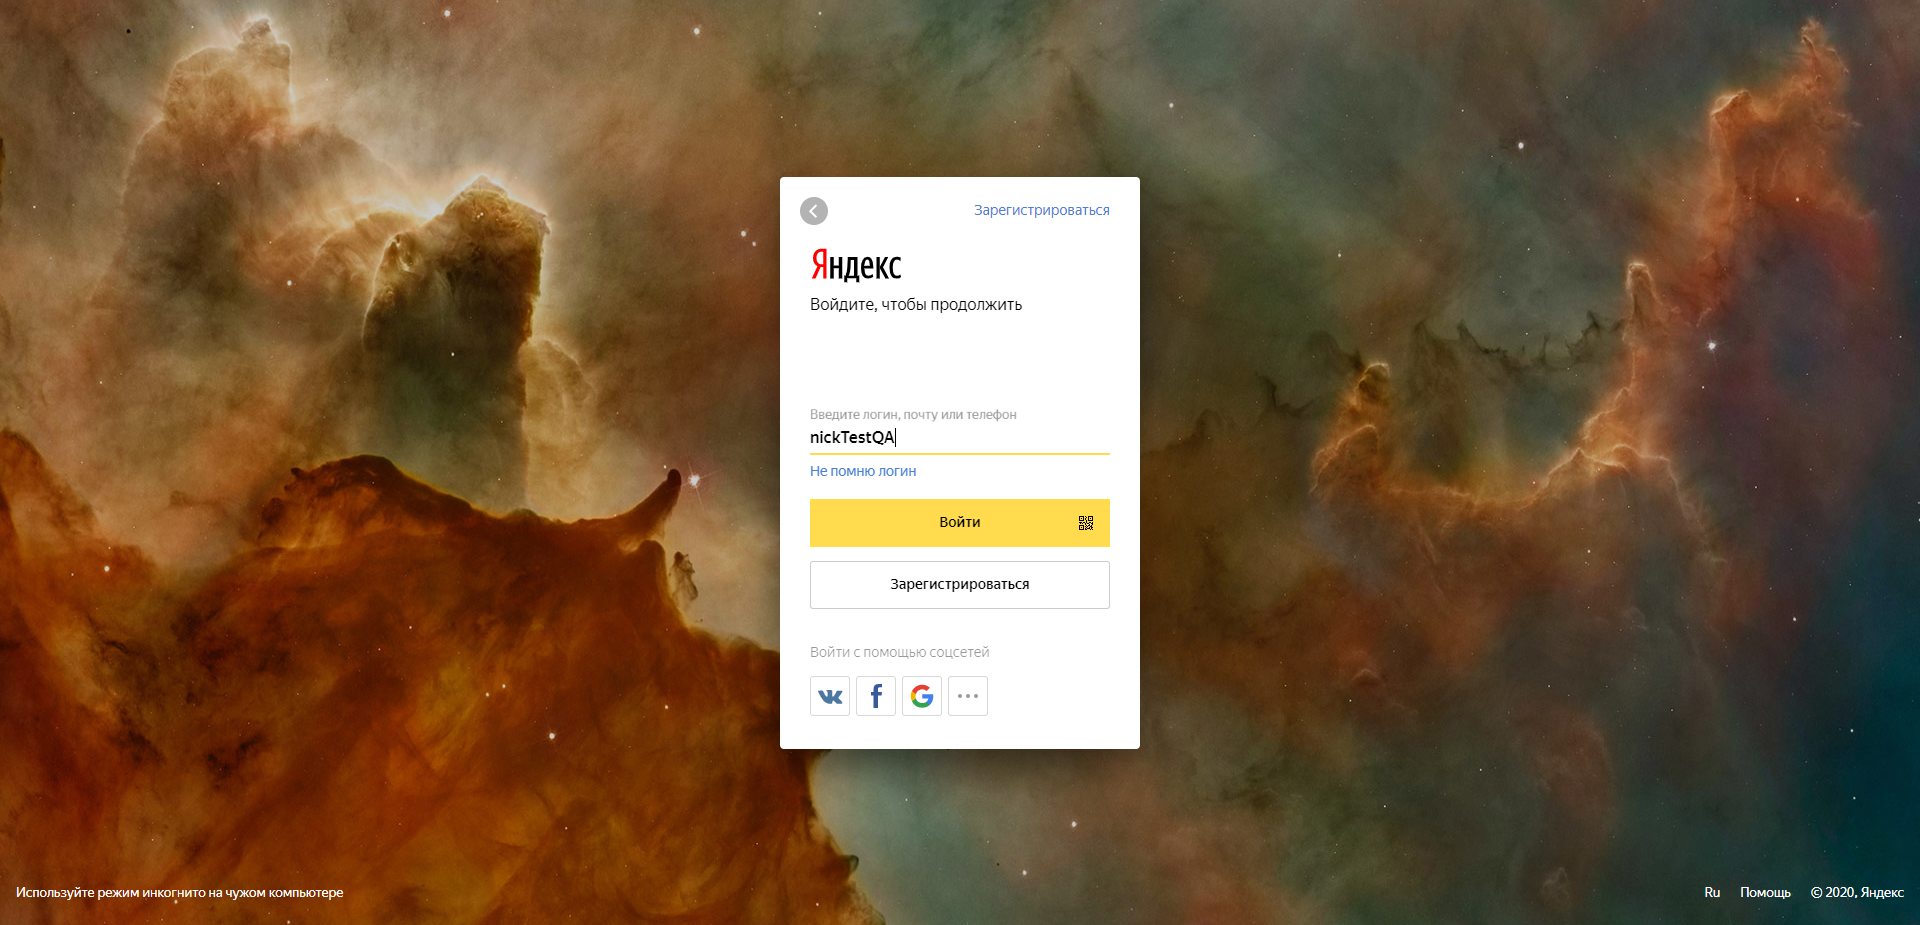 Зарегистрироваться
Яндекс
Войдите, чтобы продолжить
Введите логин, почту или телефон
nickTestQA
Не помню логин
Войти
Зарегистрироваться
Войти с помощью соцсетей
Используйте режим инкогнито на чужом компьютере
Ru Помощь © 2020, Яндекс